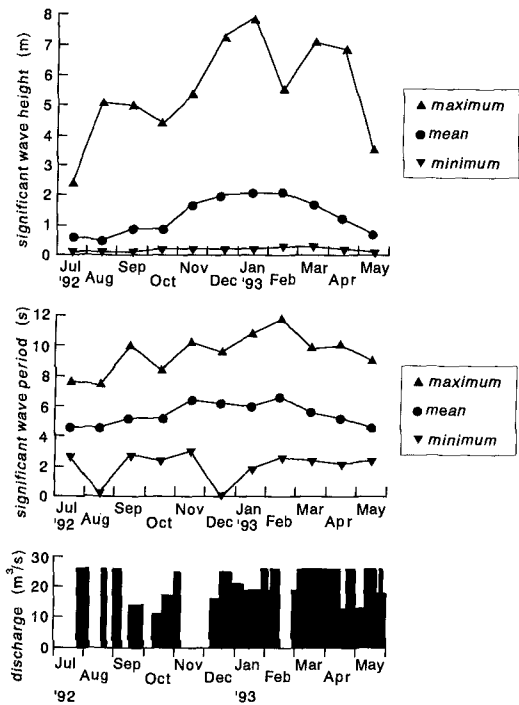 significant wave height (m)
8
7
6
5
4
3
2
1
0
Jul Sep Nov Jan Mar May
'92 Aug Oct Dec '93 Feb Apr
maximum
mean
minimum
significant wave period (s)
12
10
8
6
4
2
0
Jul Sep Nov Jan Mar May
'92 Aug Oct Dec '93 Feb Apr
maximum
mean
minimum
discharge (m³/s)
30
20
10
0
Jul Sep Nov Jan Mar May
Aug Oct Dec Feb Apr
'92 '93